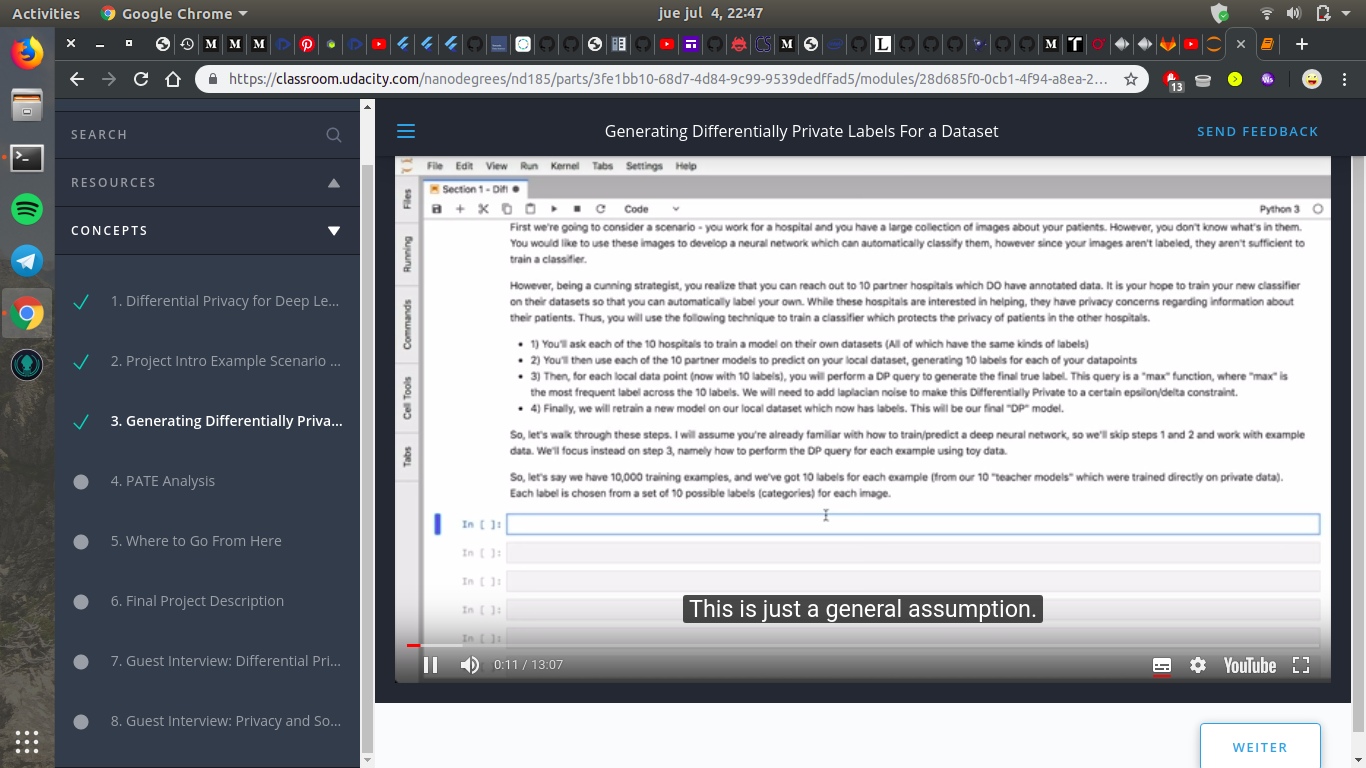 Activities
Google Chrome
jue jul 4, 22:47
https://classroom.udacity.com/nanodegrees/nd185/parts/3fe1bb10-68d7-4d84-9c99-9539dedffad5/modules/28d685f0-0cb1-4f94-a8ea-2...
13
SEARCH
RESOURCES
CONCEPTS
1. Differential Privacy for Deep Le...
2. Project Intro Example Scenario ...
3. Generating Differentially Priva...
4. PATE Analysis
5. Where to Go From Here
6. Final Project Description
7. Guest Interview: Differential Pri...
8. Guest Interview: Privacy and So...
Generating Differentially Private Labels For a Dataset
SEND FEEDBACK
File Edit View Run Kernel Tabs Settings Help
Files
Running
Commands
Cell Tools
Tabs
Section 1 - Dif
Code
Python 3
First we're going to consider a scenario - you work for a hospital and you have a large collection of images about your patients. However, you don't know what's in them.
You would like to use these images to develop a neural network which can automatically classify them, however since your images aren't labeled, they aren't sufficient to
train a classifier.
However, being a cunning strategist, you realize that you can reach out to 10 partner hospitals which DO have annotated data. It is your hope to train your new classifier
on their datasets so that you can automatically label your own. While these hospitals are interested in helping, they have privacy concerns regarding information about
their patients. Thus, you will use the following technique to train a classifier which protects the privacy of patients in the other hospitals.
• 1) You'll ask each of the 10 hospitals to train a model on their own datasets (All of which have the same kinds of labels)
• 2) You'll then use each of the 10 partner models to predict on your local dataset, generating 10 labels for each of your datapoints
• 3) Then, for each local data point (now with 10 labels), you will perform a DP query to generate the final true label. This query is a "max" function, where "max" is
the most frequent label across the 10 labels. We will need to add laplacian noise to make this Differentially Private to a certain epsilon/delta constraint.
• 4) Finally, we will retrain a new model on our local dataset which now has labels. This will be our final "DP" model.
So, let's walk through these steps. I will assume you're already familiar with how to train/predict a deep neural network, so we'll skip steps 1 and 2 and work with example
data. We'll focus instead on step 3, namely how to perform the DP query for each example using toy data.
So, let's say we have 10,000 training examples, and we've got 10 labels for each example (from our 10 "teacher models" which were trained directly on private data).
Each label is chosen from a set of 10 possible labels (categories) for each image.
In [ ]:
In [ ]:
In [ ]:
In [ ]:
In [ ]:
This is just a general assumption.
0:11 / 13:07
YouTube
WEITER